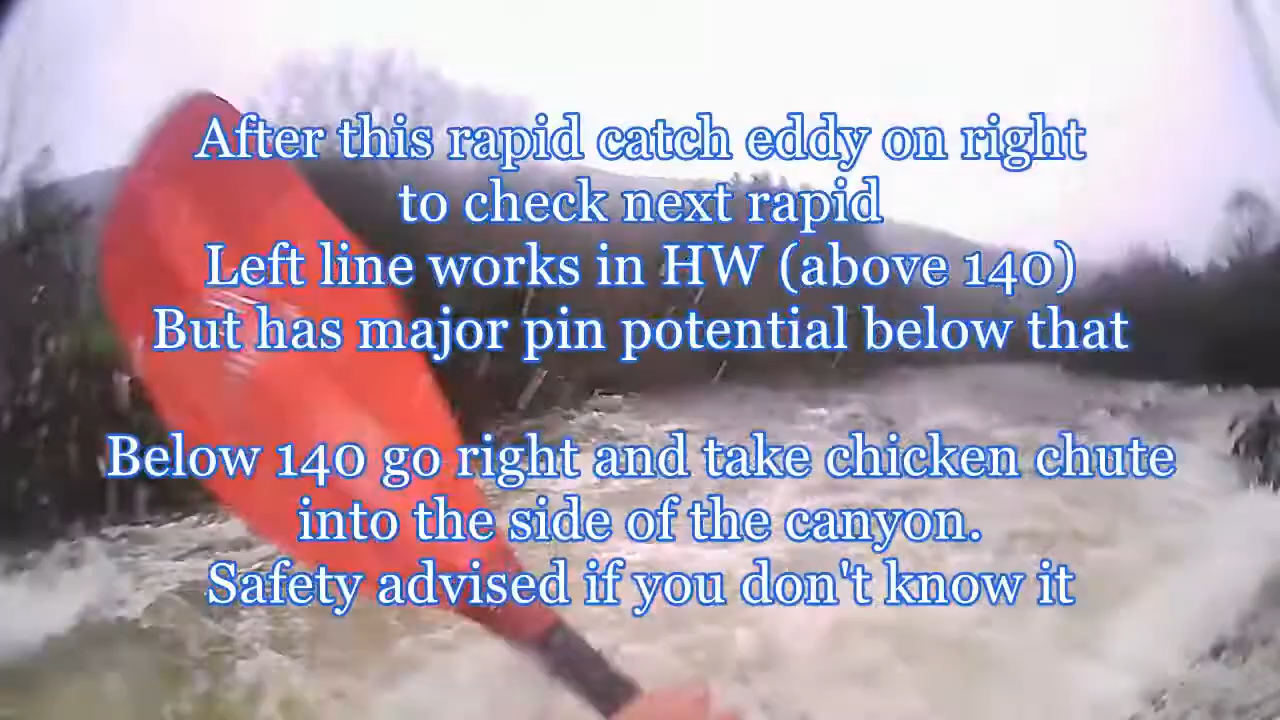 After this rapid catch eddy on right
to check next rapid
Left line works in HW (above 140)
But has major pin potential below that
Below 140 go right and take chicken chute
into the side of the canyon.
Safety advised if you don't know it